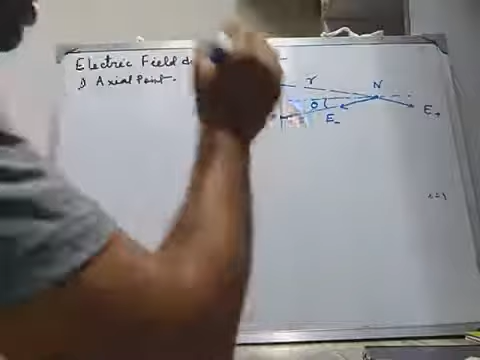 Electric Field
1) Axial Point.
r
N
θ
E₋
E₊